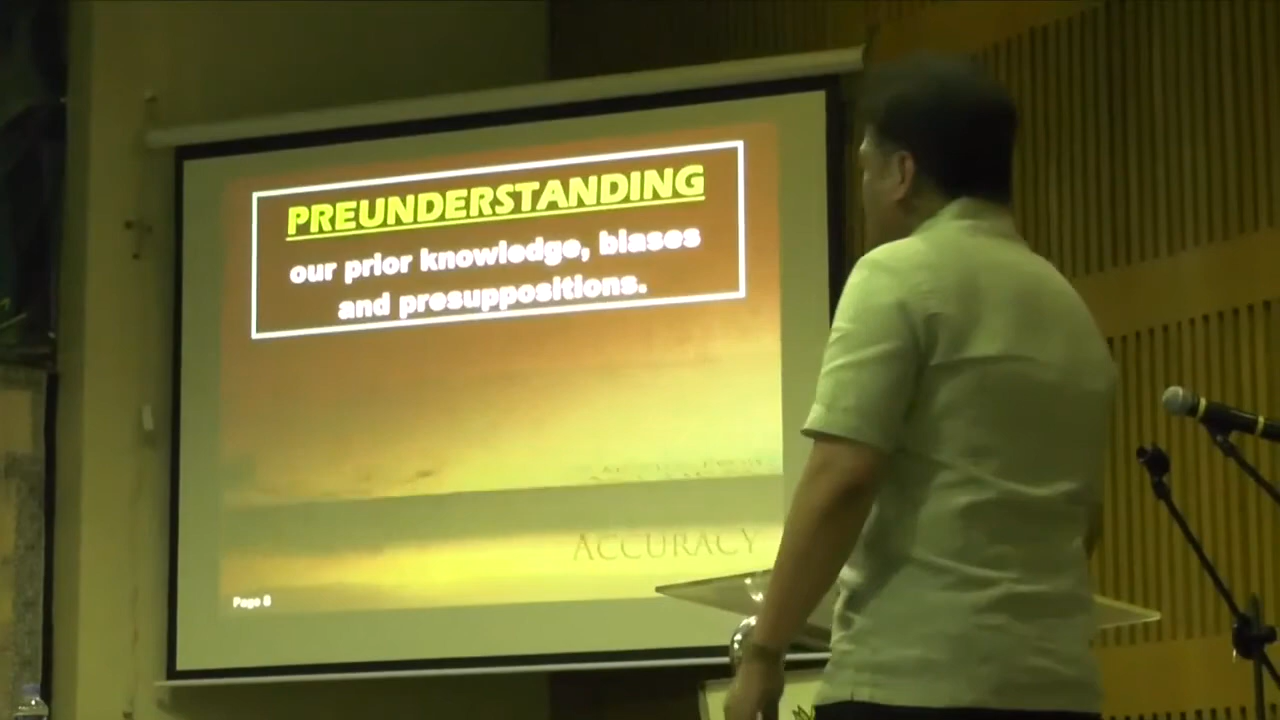 PREUNDERSTANDING
our prior knowledge, biases
and presuppositions.
ACCURACY
Page 8